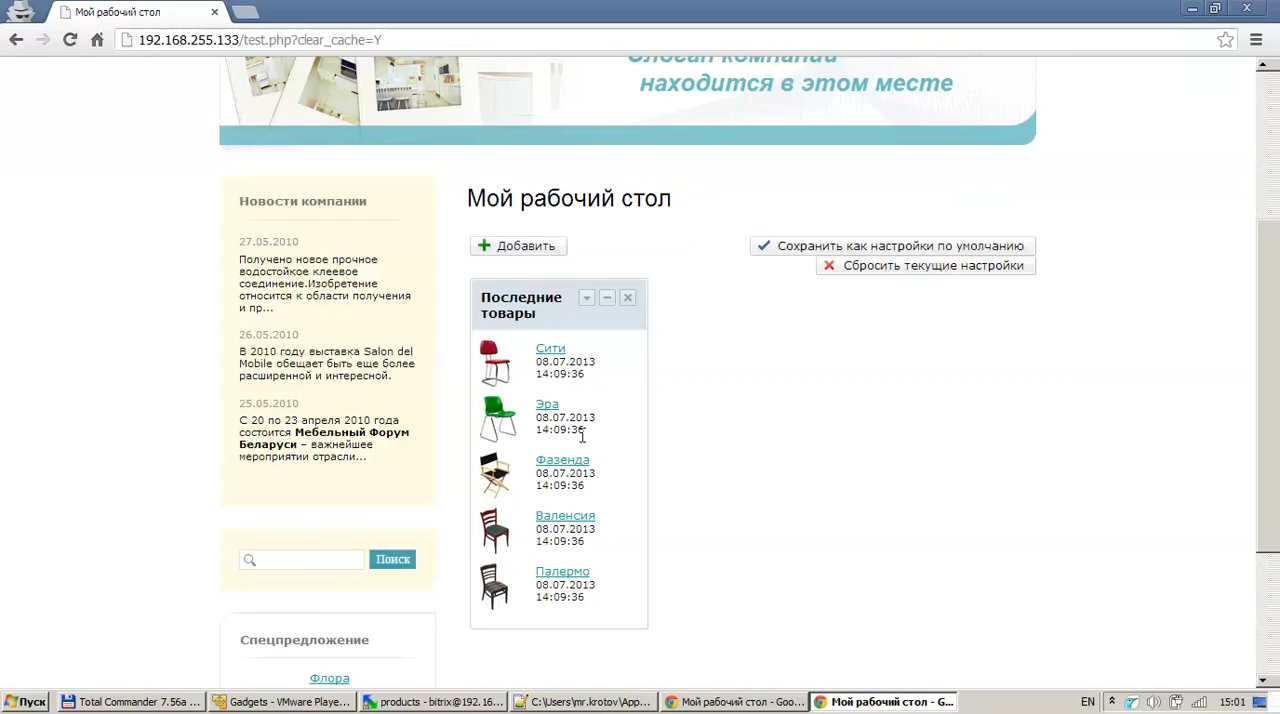 Мой рабочий стол
192.168.255.133/test.php?clear_cache=Y
Слоган компании
находится в этом месте
Новости компании
27.05.2010
Получено новое прочное
водостойкое клеевое
соединение.Изобретение
относится к области получения
и пр...
26.05.2010
В 2010 году выставка Salon del
Mobile обещает быть еще более
расширенной и интересной.
25.05.2010
С 20 по 23 апреля 2010 года
состоится Мебельный Форум
Беларуси – важнейшее
мероприятии отрасли...
Поиск
Спецпредложение
Флора
Мой рабочий стол
Добавить
Сохранить как настройки по умолчанию
Сбросить текущие настройки
Последние
товары
Сити
08.07.2013
14:09:36
Эра
08.07.2013
14:09:36
Фазенда
08.07.2013
14:09:36
Валенсия
08.07.2013
14:09:36
Палермо
08.07.2013
14:09:36
Пуск
Total Commander 7.56a ...
Gadgets - VMware Playe...
products - bitrix@192.16...
C:\Users\mr.krotov\App...
Мой рабочий стол - Goo...
Мой рабочий стол - G...
EN
15:01